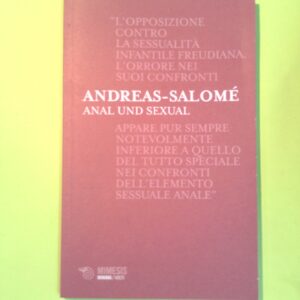 "L'OPPOSIZIONE
CONTRO
LA SESSUALITÀ
INFANTILE FREUDIANA,
L'ORRORE NEI
SUOI CONFRONTI
ANDREAS-SALOMÉ
ANAL UND SEXUAL
APPARE PUR SEMPRE
NOTEVOLMENTE
INFERIORE A QUELLO
DEL TUTTO SPECIALE
NEI CONFRONTI
DELL'ELEMENTO
SESSUALE ANALE"
MIMESIS